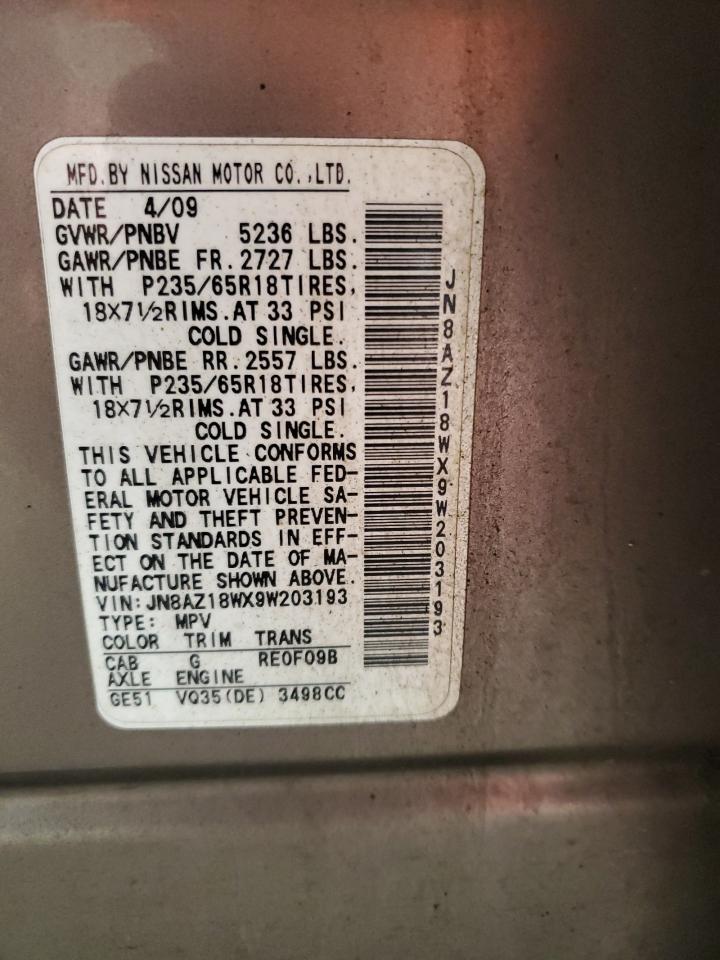 MFD.BY NISSAN MOTOR CO.,LTD.
DATE 4/09
GVWR/PNBV 5236 LBS.
GAWR/PNBE FR.2727 LBS.
WITH P235/65R18TIRES,
18X7½RIMS.AT 33 PSI
COLD SINGLE.
GAWR/PNBE RR.2557 LBS.
WITH P235/65R18TIRES,
18X7½RIMS.AT 33 PSI
COLD SINGLE.
THIS VEHICLE CONFORMS
TO ALL APPLICABLE FED-
ERAL MOTOR VEHICLE SA-
FETY AND THEFT PREVEN-
TION STANDARDS IN EFF-
ECT ON THE DATE OF MA-
NUFACTURE SHOWN ABOVE.
VIN:JN8AZ18WX9W203193
TYPE: MPV
COLOR TRIM TRANS
CAB G RE0F09B
AXLE ENGINE
GE51 VQ35(DE) 3498CC
JN8AZ18WX9W203193